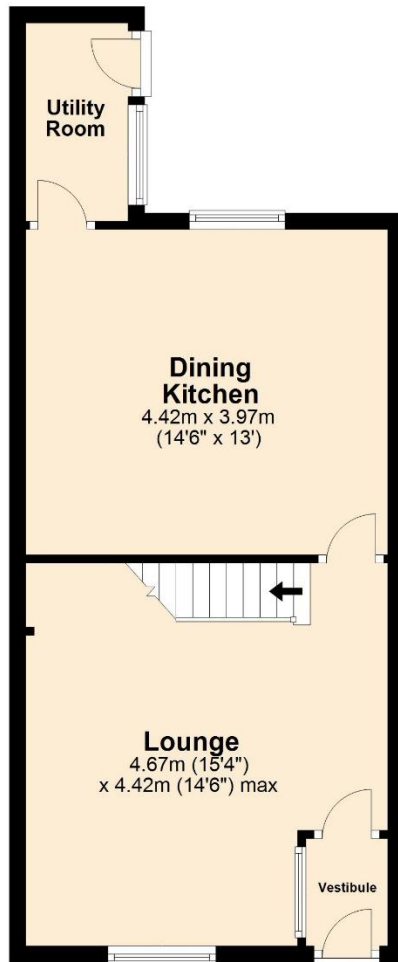 Utility
Room
Dining
Kitchen
4.42m x 3.97m
(14'6" x 13')
Lounge
4.67m (15'4")
x 4.42m (14'6") max
Vestibule